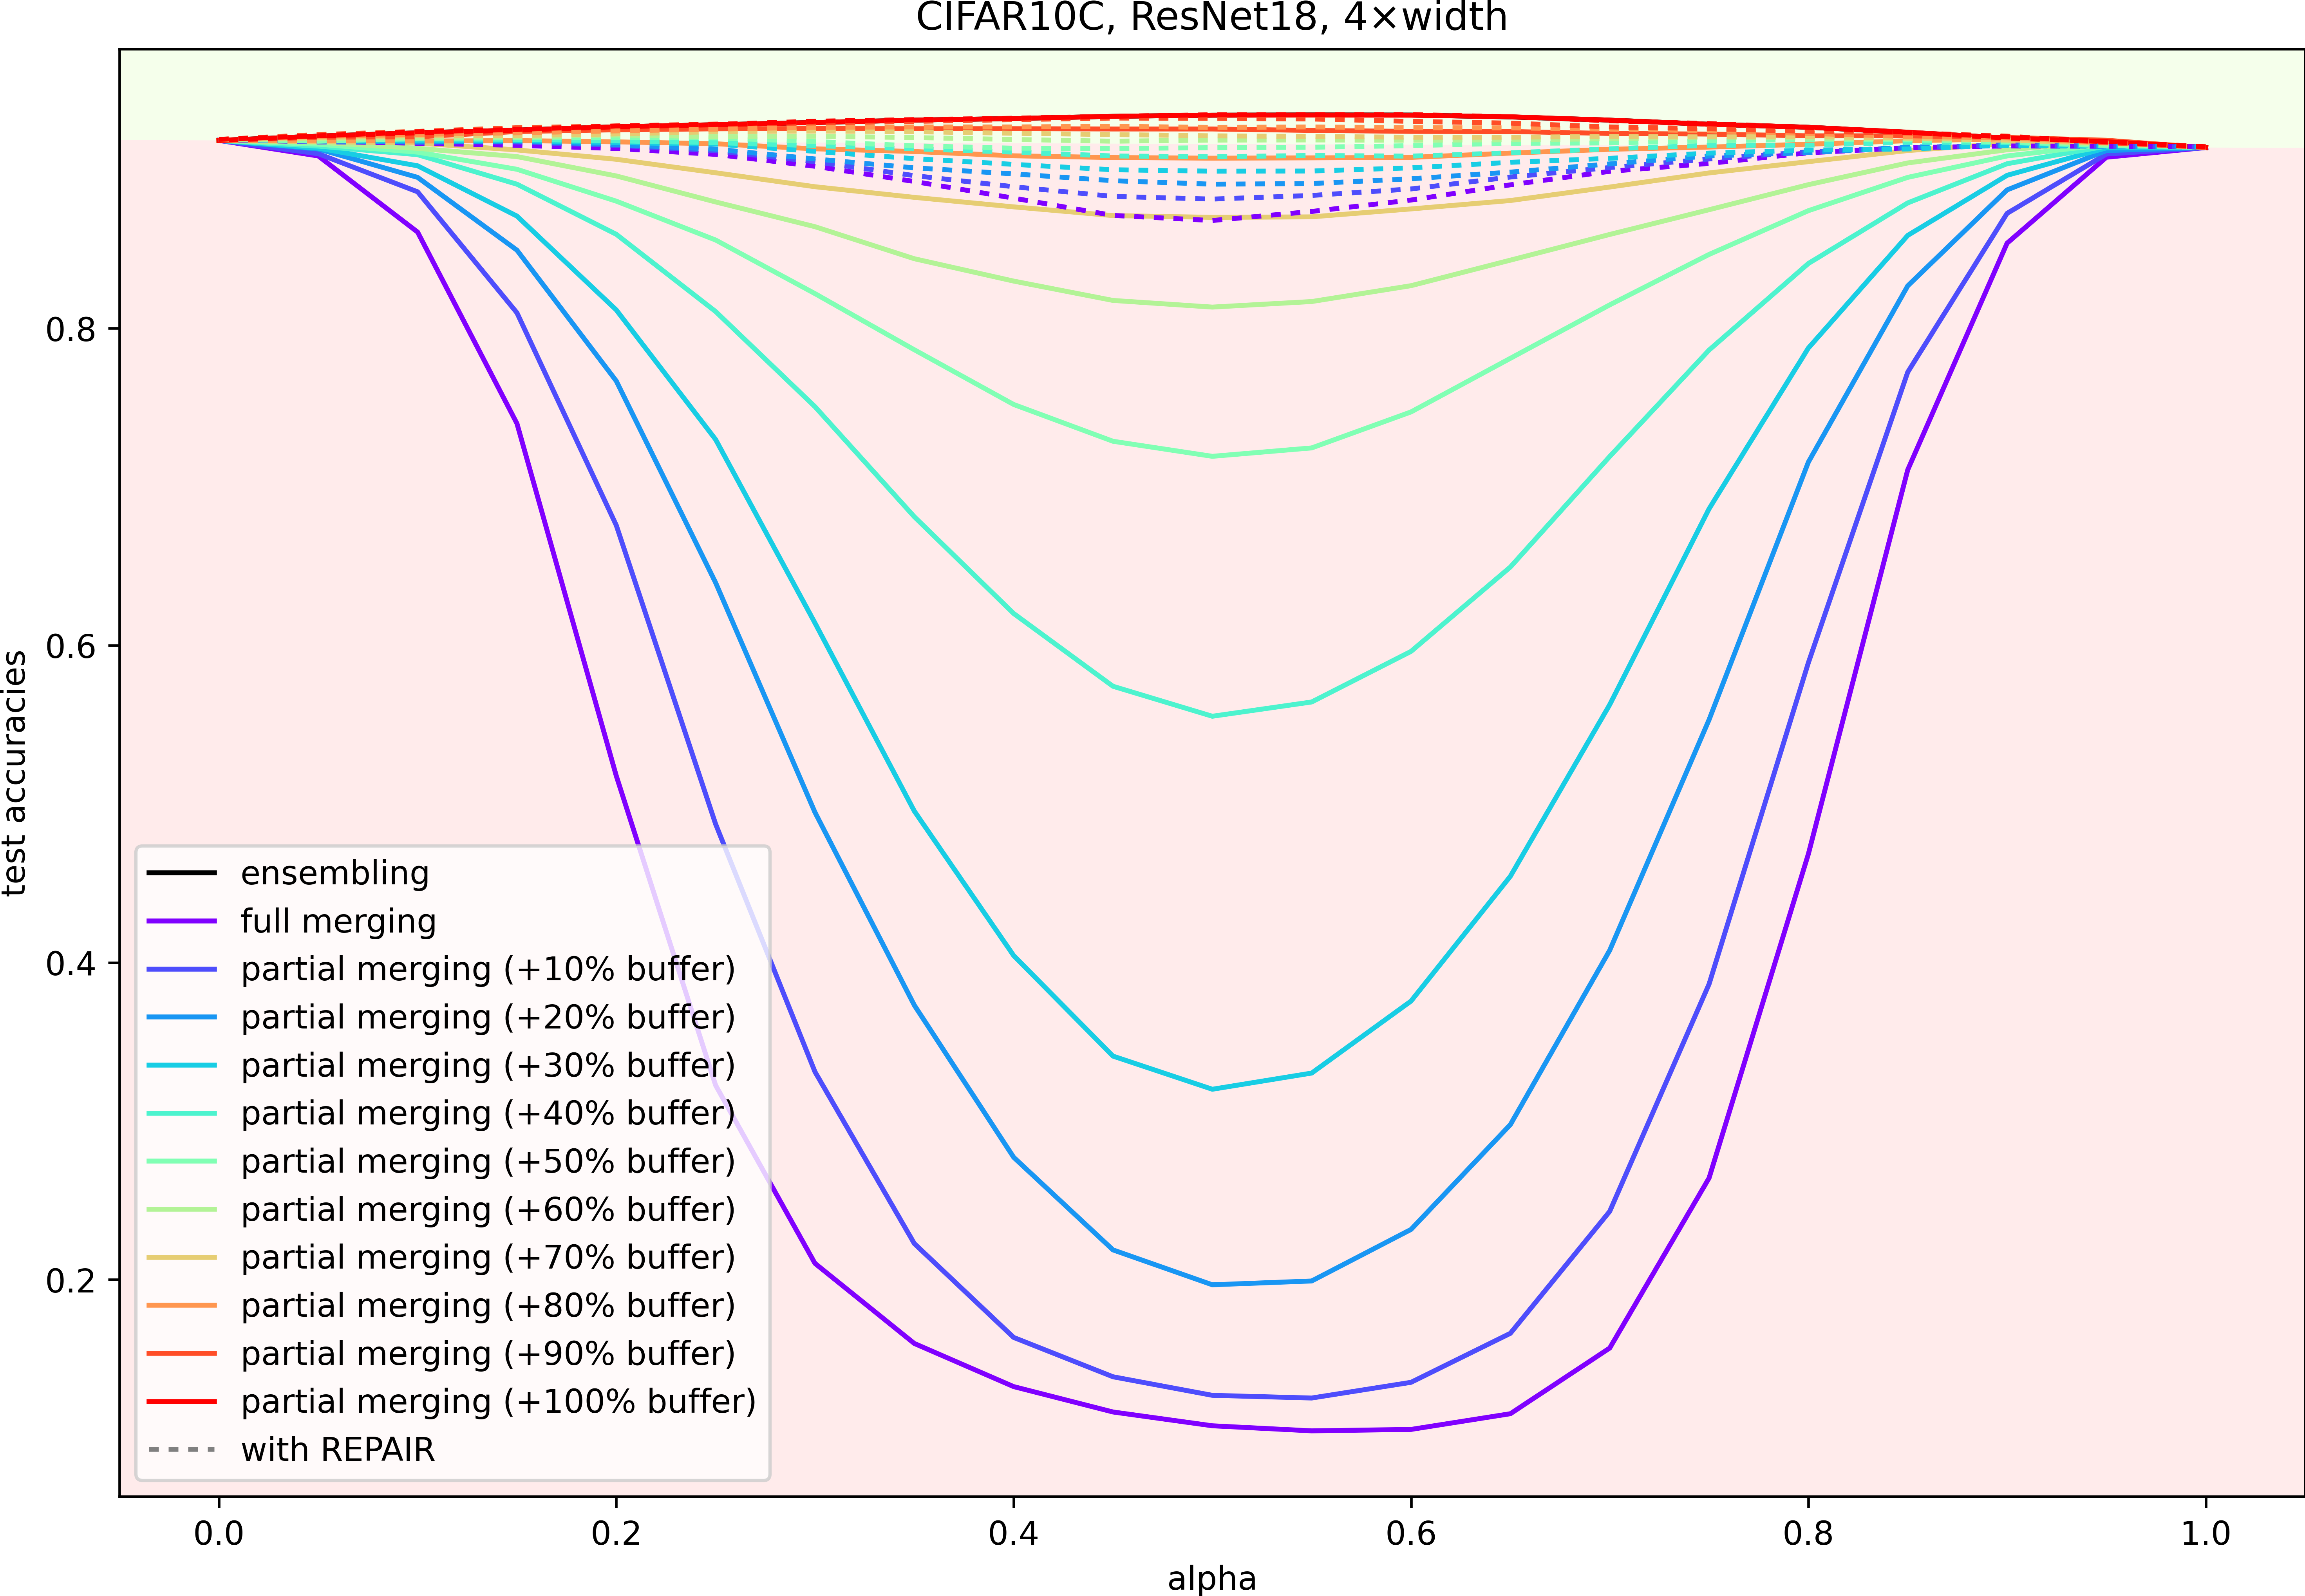 CIFAR10C, ResNet18, 4×width
test accuracies
0.8
0.6
0.4
0.2
ensembling
full merging
partial merging (+10% buffer)
partial merging (+20% buffer)
partial merging (+30% buffer)
partial merging (+40% buffer)
partial merging (+50% buffer)
partial merging (+60% buffer)
partial merging (+70% buffer)
partial merging (+80% buffer)
partial merging (+90% buffer)
partial merging (+100% buffer)
with REPAIR
0.0 0.2 0.4 0.6 0.8 1.0
alpha